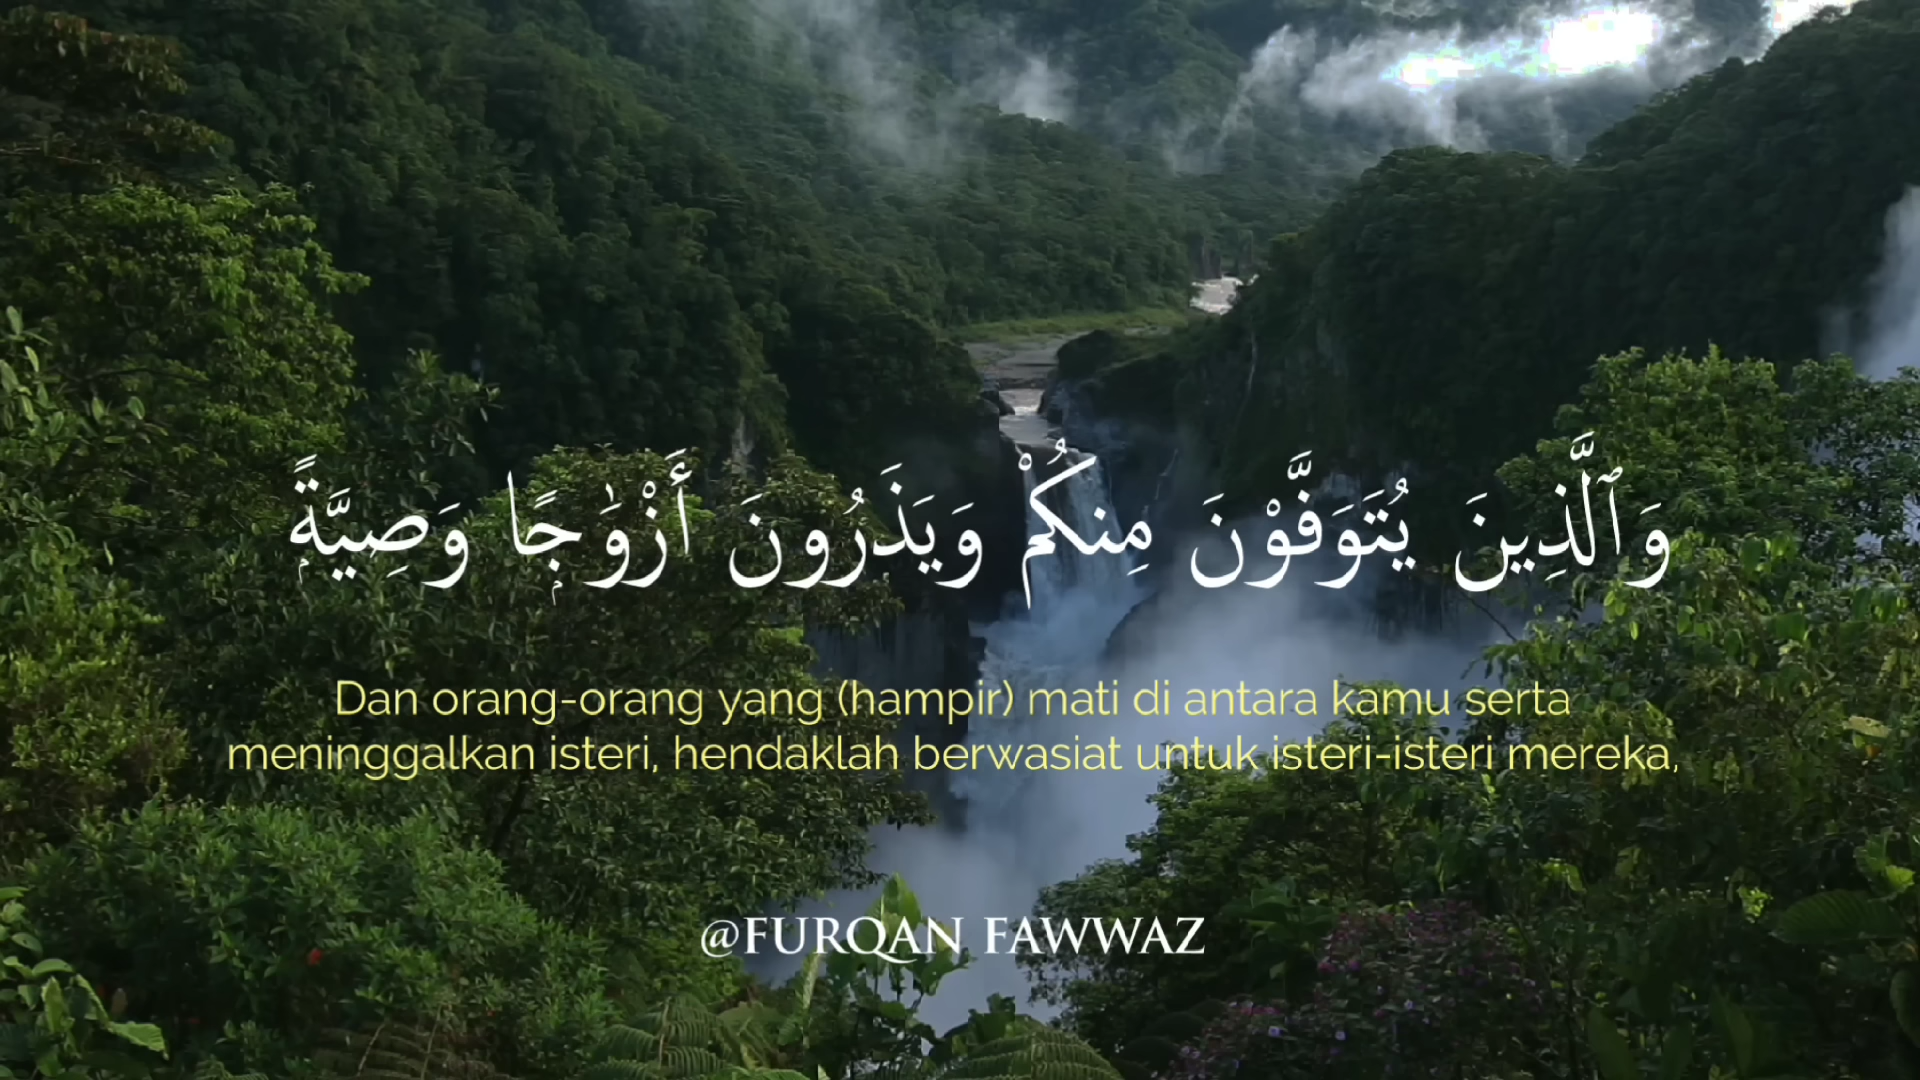 وَٱلَّذِينَ يُتَوَفَّوْنَ مِنكُمْ وَيَذَرُونَ أَزْوَٰجًۭا وَصِيَّةًۭ
Dan orang-orang yang (hampir) mati di antara kamu serta
meninggalkan isteri, hendaklah berwasiat untuk isteri-isteri mereka,
@FURQAN FAWWAZ